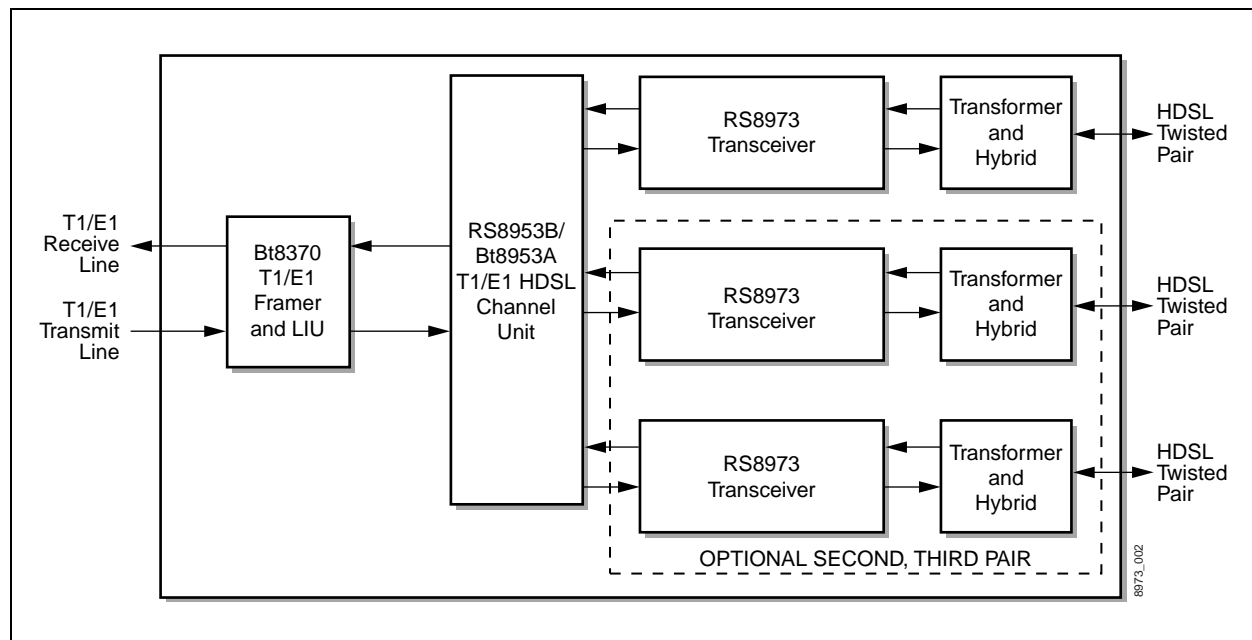 T1/E1
Receive
Line
T1/E1
Transmit
Line
Bt8370
T1/E1
Framer
and LIU
RS8953B/
Bt8953A
T1/E1 HDSL
Channel
Unit
RS8973
Transceiver
Transformer
and
Hybrid
HDSL
Twisted
Pair
RS8973
Transceiver
Transformer
and
Hybrid
HDSL
Twisted
Pair
RS8973
Transceiver
Transformer
and
Hybrid
HDSL
Twisted
Pair
OPTIONAL SECOND, THIRD PAIR
8973_002